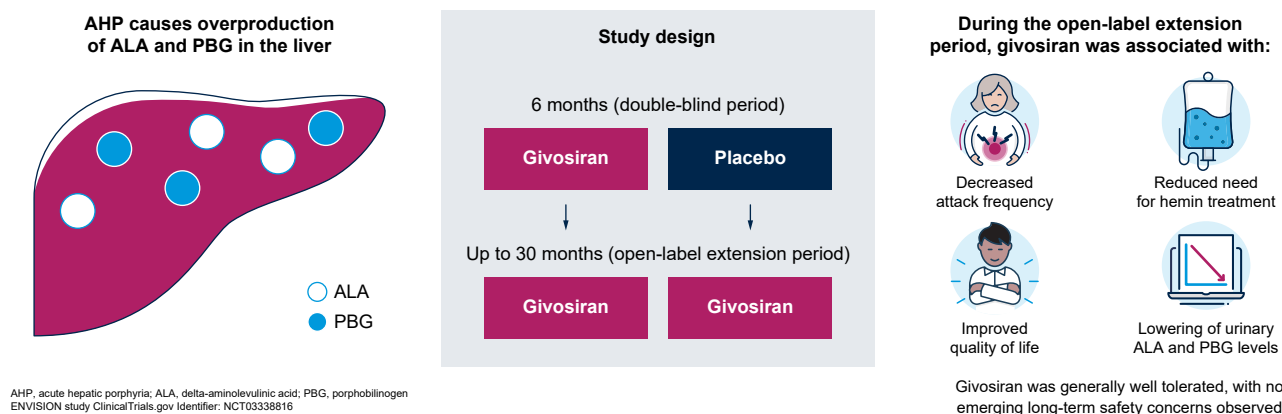 AHP causes overproduction
of ALA and PBG in the liver
ALA
PBG
AHP, acute hepatic porphyria; ALA, delta-aminolevulinic acid; PBG, porphobilinogen
ENVISION study ClinicalTrials.gov Identifier: NCT03338816
Study design
6 months (double-blind period)
Givosiran
Placebo
Up to 30 months (open-label extension period)
Givosiran
Givosiran
During the open-label extension
period, givosiran was associated with:
Decreased
attack frequency
Reduced need
for hemin treatment
Improved
quality of life
Lowering of urinary
ALA and PBG levels
Givosiran was generally well tolerated, with no
emerging long-term safety concerns observed